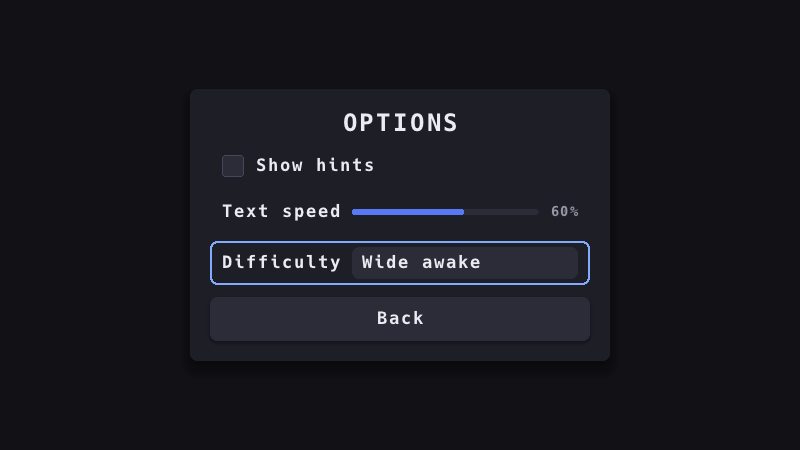 OPTIONS
Show hints
Text speed 60%
Difficulty Wide awake
Back